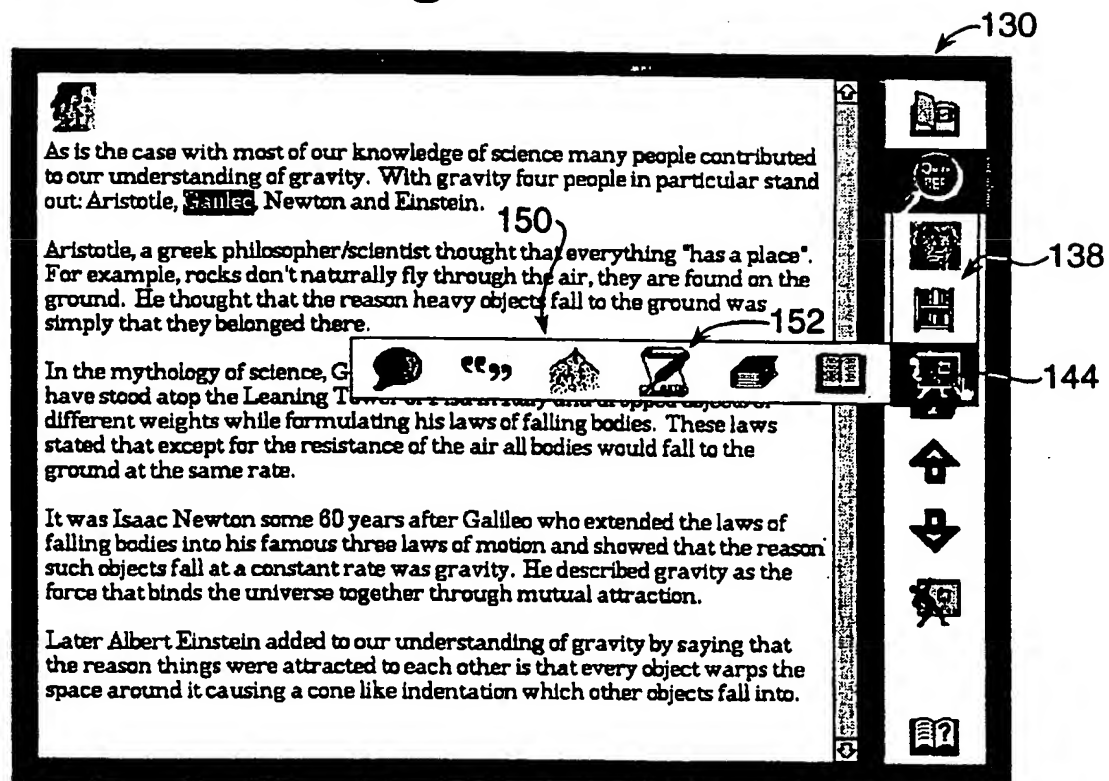 130
As is the case with most of our knowledge of science many people contributed
to our understanding of gravity. With gravity four people in particular stand
out: Aristotle, Galileo, Newton and Einstein.
150
Aristotle, a greek philosopher/scientist thought that everything "has a place".
For example, rocks don't naturally fly through the air, they are found on the
138
ground. He thought that the reason heavy objects fall to the ground was
simply that they belonged there.
152
In the mythology of science, G
144
have stood atop the Leaning Tower of Pisa in Italy and dropped objects of
different weights while formulating his laws of falling bodies. These laws
stated that except for the resistance of the air all bodies would fall to the
ground at the same rate.
It was Isaac Newton some 60 years after Galileo who extended the laws of
falling bodies into his famous three laws of motion and showed that the reason
such objects fall at a constant rate was gravity. He described gravity as the
force that binds the universe together through mutual attraction.
Later Albert Einstein added to our understanding of gravity by saying that
the reason things were attracted to each other is that every object warps the
space around it causing a cone like indentation which other objects fall into.